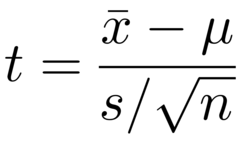 t = (x̄ − μ) / (s/√n)